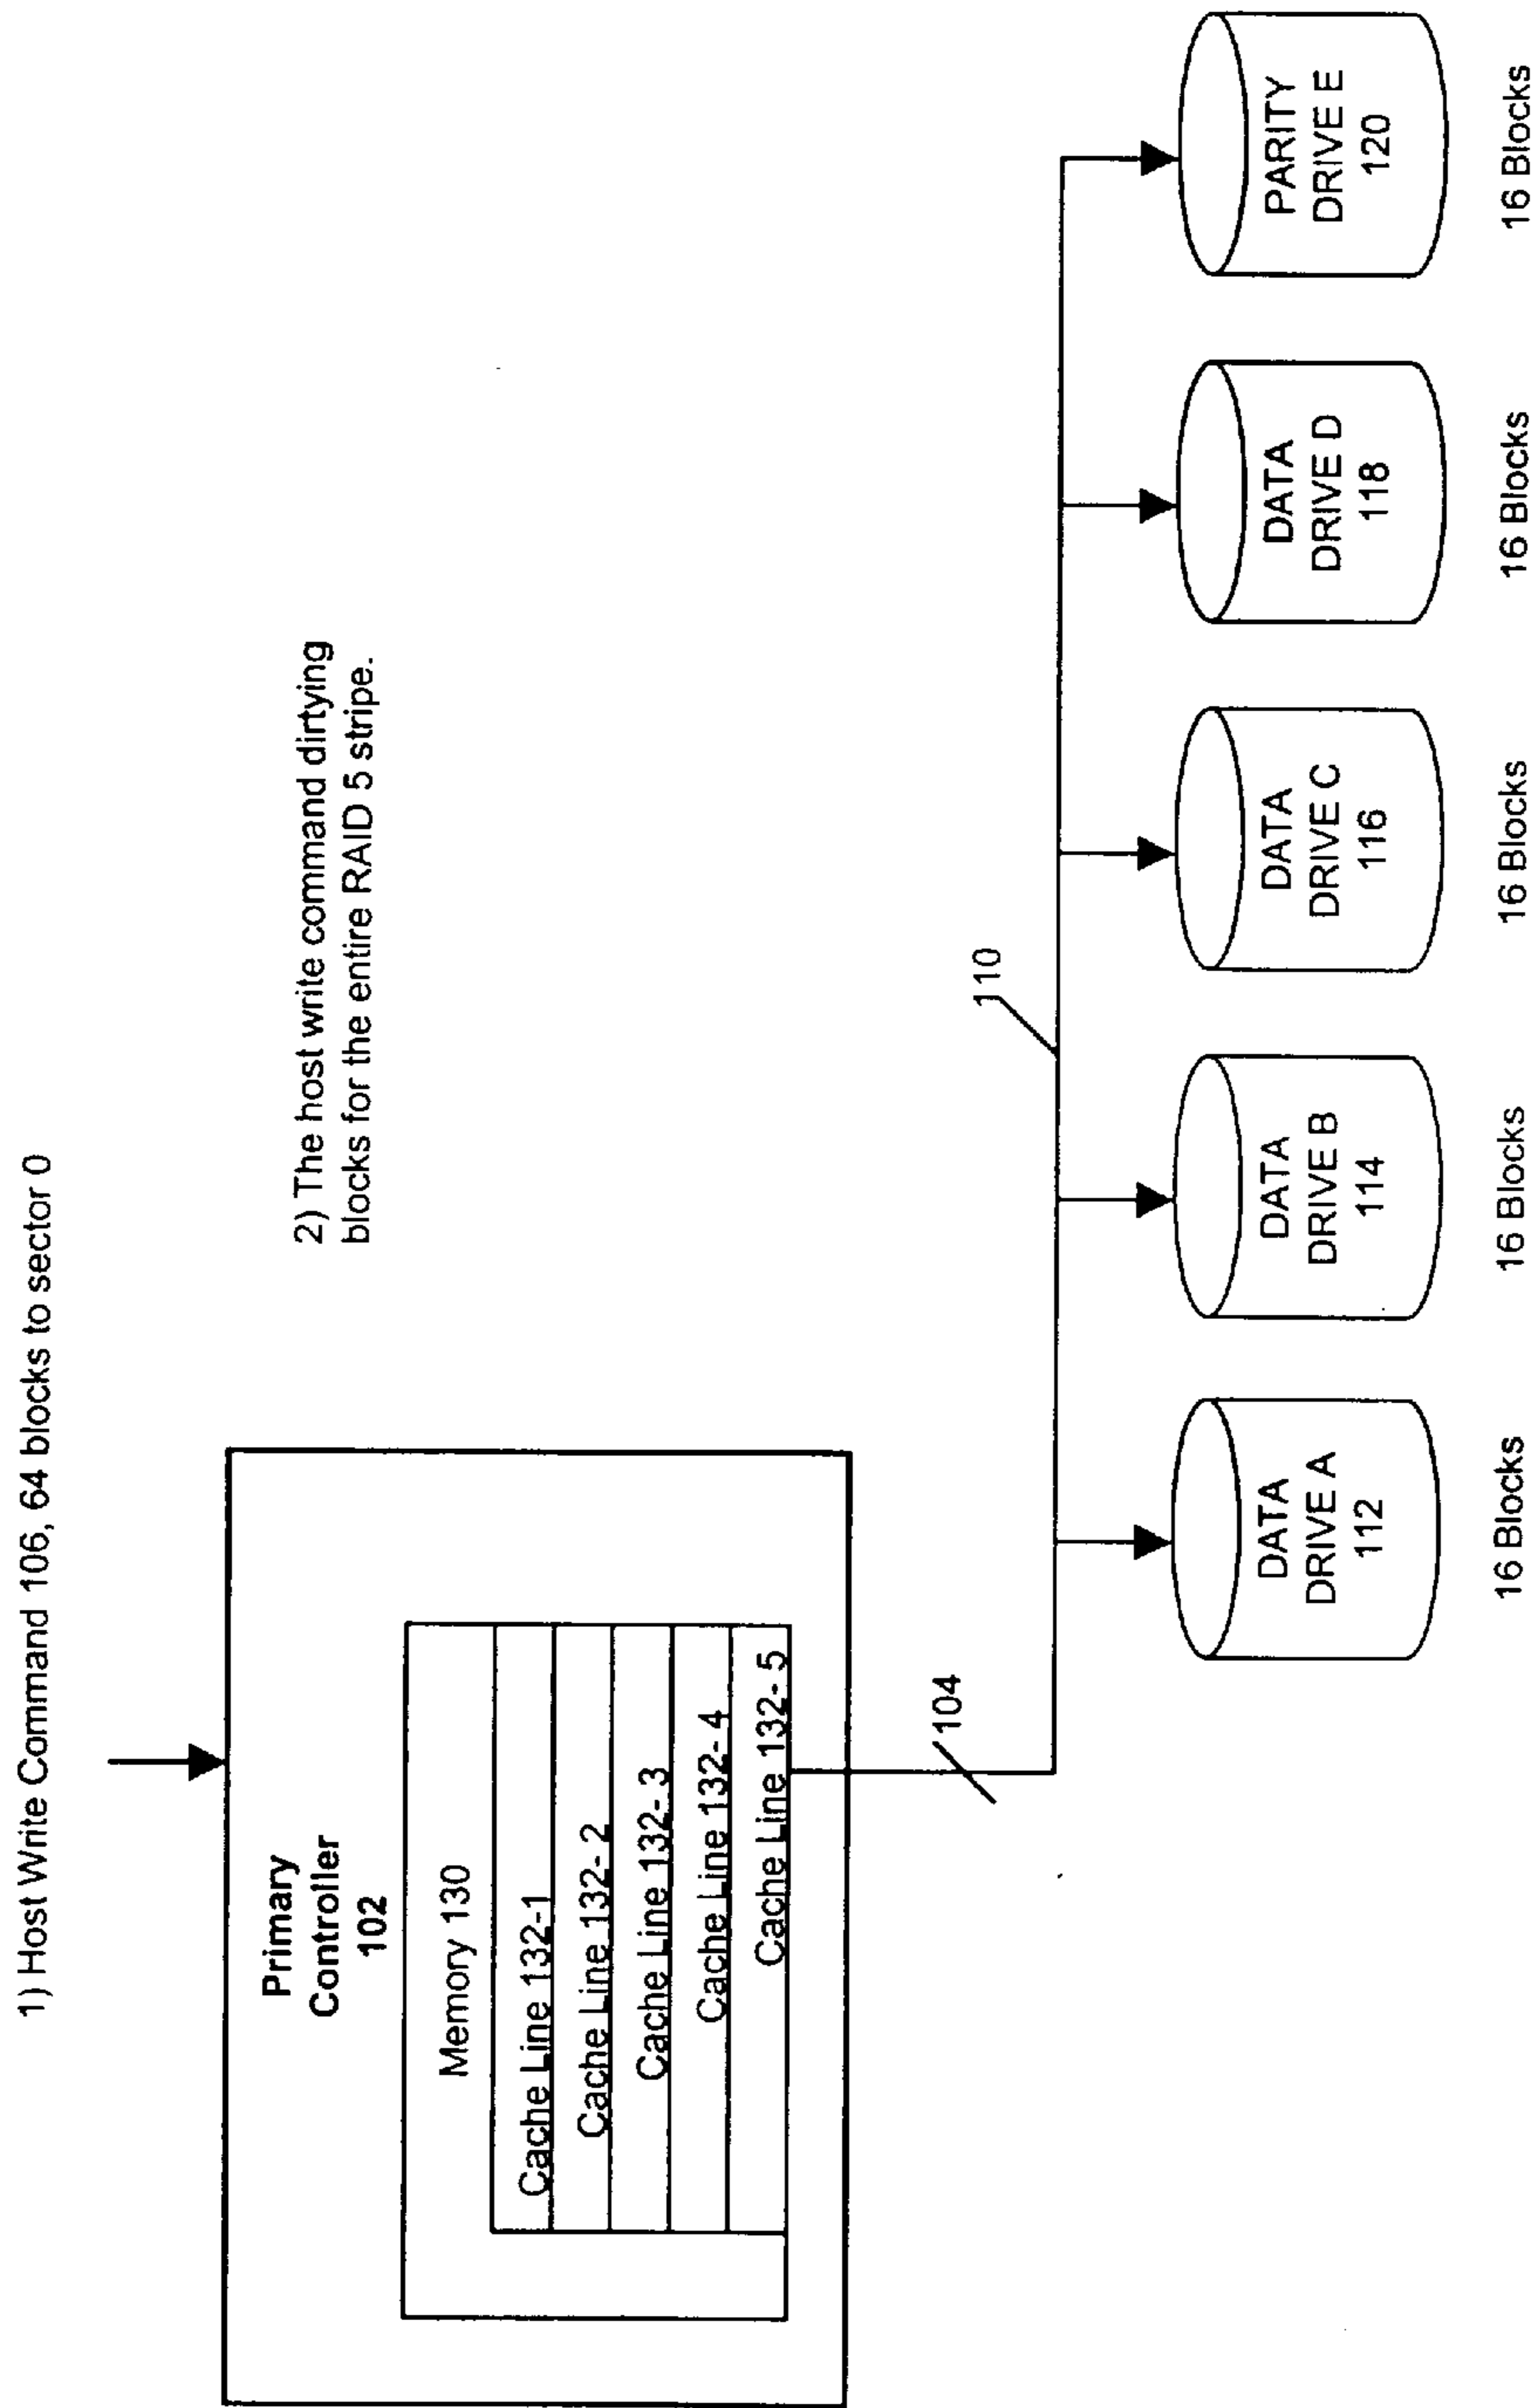 1) Host Write Command 106, 64 blocks to sector 0
2) The host write command dirtying
blocks for the entire RAID 5 stripe.
Primary
Controller
102
Memory 130
Cache Line 132-1
Cache Line 132- 2
Cache Line 132- 3
Cache Line 132- 4
Cache Line 132- 5
104
110
DATA
DRIVE A
112
16 Blocks
DATA
DRIVE B
114
16 Blocks
DATA
DRIVE C
116
16 Blocks
DATA
DRIVE D
118
16 Blocks
PARITY
DRIVE E
120
16 Blocks